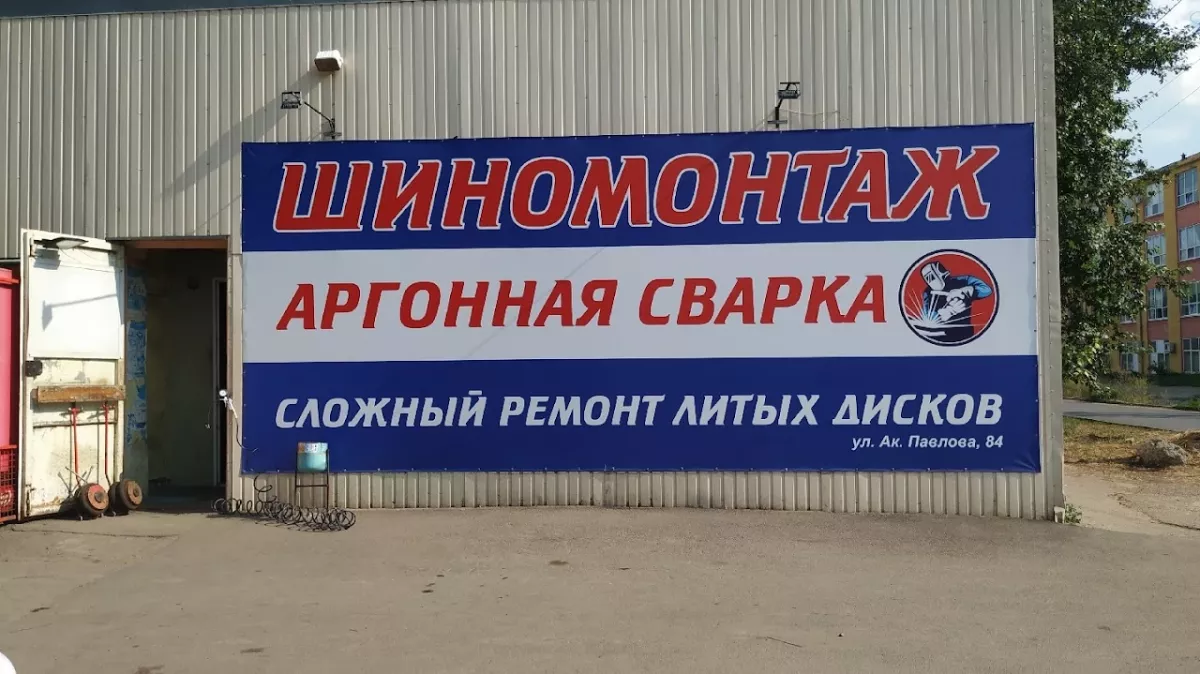 ШИНОМОНТАЖ
АРГОННАЯ СВАРКА
СЛОЖНЫЙ РЕМОНТ ЛИТЫХ ДИСКОВ
ул. Ак. Павлова, 84